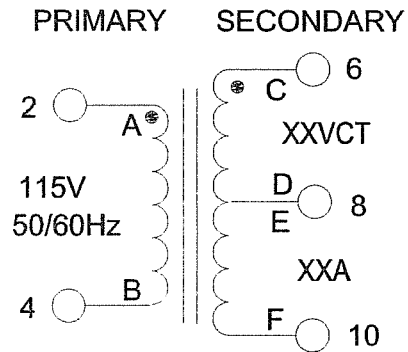 PRIMARY SECONDARY
6
C
2
A
XXVCT
115V
D
8
50/60Hz
E
XXA
B
4
F
10